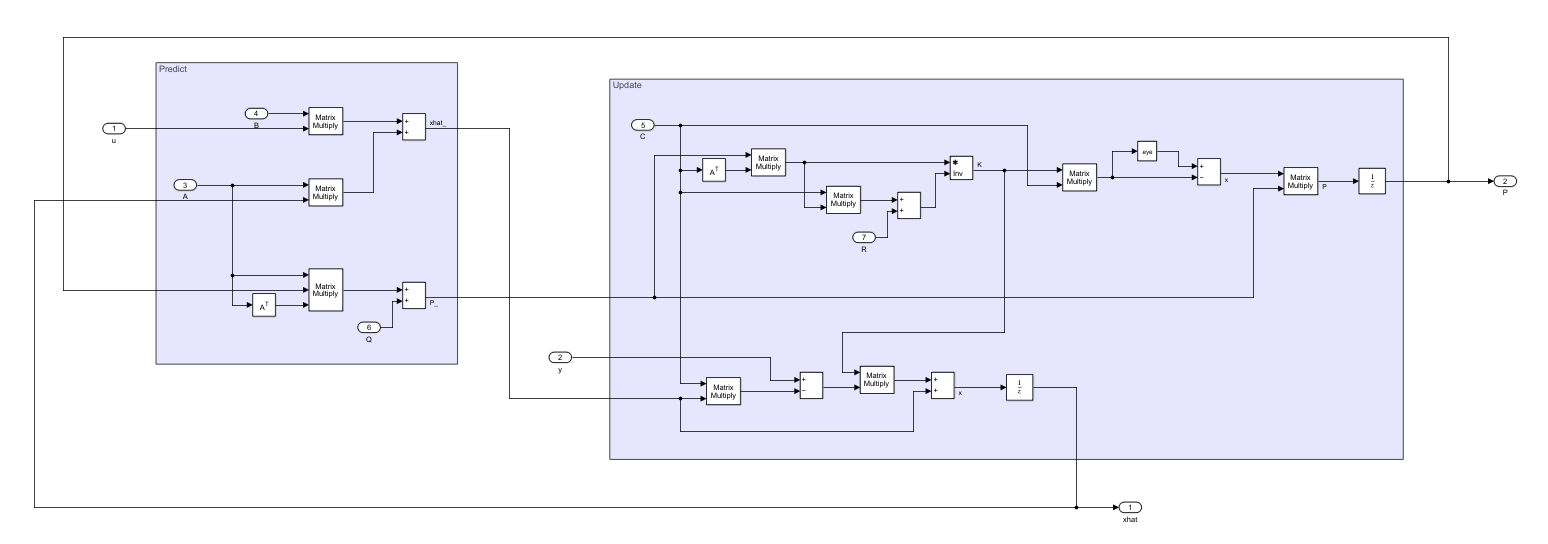 Predict
4
B
Matrix
Multiply
+
+
xhat_
1
u
3
A
Matrix
Multiply
Matrix
Multiply
A^T
+
+
P_
6
Q
Update
5
C
A^T
Matrix
Multiply
Matrix
Multiply
+
+
7
R
*
Inv
K
Matrix
Multiply
eye
+
−
x
Matrix
Multiply
P
1
z
2
P
2
y
Matrix
Multiply
+
−
Matrix
Multiply
+
+
x
1
z
1
xhat